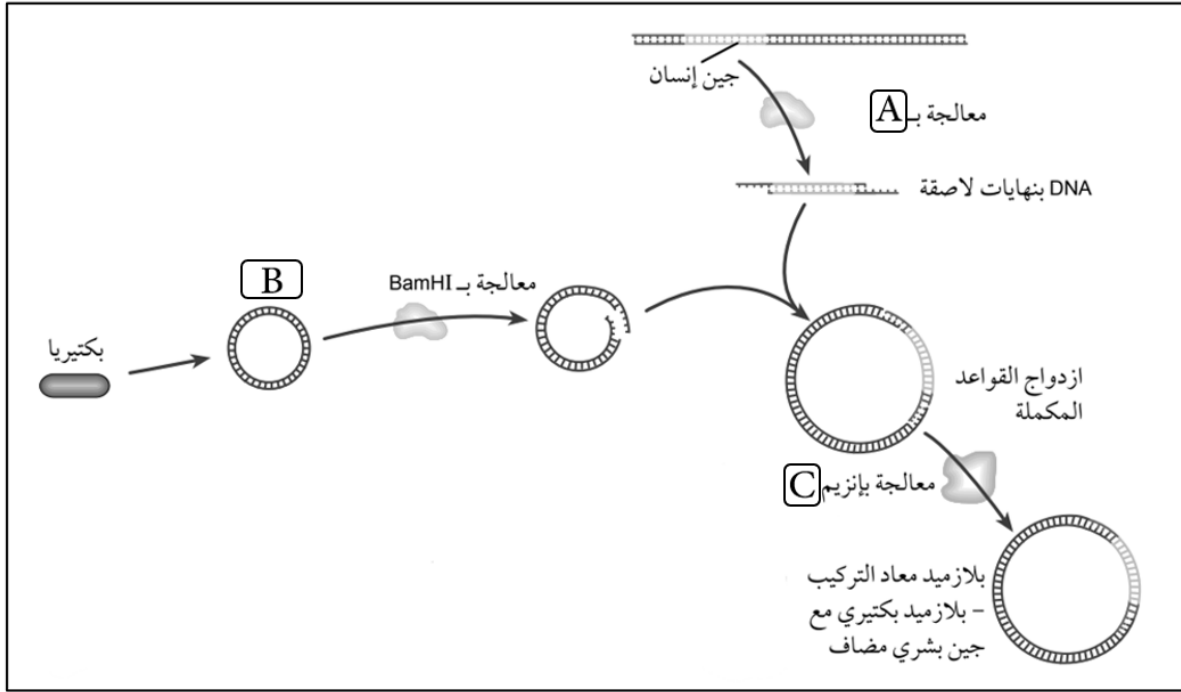 جين إنسان
معالجة بـ A
DNA بنهايات لاصقة
B
معالجة بـ BamHI
بكتيريا
ازدواج القواعد
المكملة
معالجة بإنزيم C
بلازميد معاد التركيب
– بلازميد بكتيري مع
جين بشري مضاف